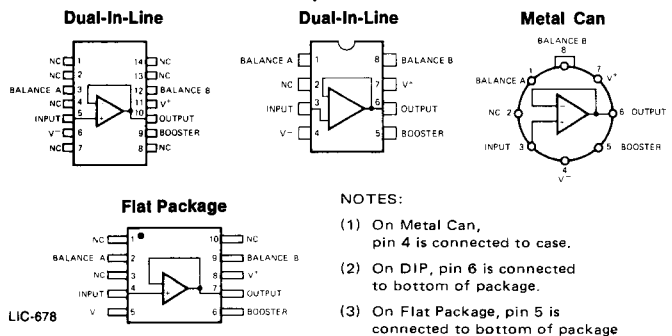 Dual-In-Line
NC 1 14 NC
NC 2 13 NC
BALANCE A 3 12 BALANCE B
NC 4 11 V+
INPUT 5 10 OUTPUT
V− 6 9 BOOSTER
NC 7 8 NC
Dual-In-Line
BALANCE A 1 8 BALANCE B
NC 2 7 V+
INPUT 3 6 OUTPUT
V− 4 5 BOOSTER
Metal Can
BALANCE B
8
BALANCE A 1 7 V+
NC 2 6 OUTPUT
INPUT 3 5 BOOSTER
4
V−
Flat Package
NC 1 10 NC
BALANCE A 2 9 BALANCE B
NC 3 8 V+
INPUT 4 7 OUTPUT
V 5 6 BOOSTER
LIC-678
NOTES:
(1) On Metal Can,
pin 4 is connected to case.
(2) On DIP, pin 6 is connected
to bottom of package.
(3) On Flat Package, pin 5 is
connected to bottom of package